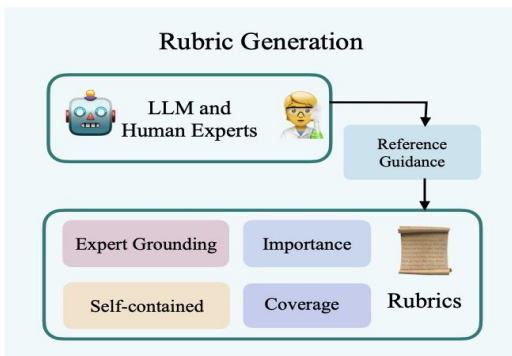 Rubric Generation
LLM and
Human Experts
Reference
Guidance
Expert Grounding
Importance
Self-contained
Coverage
Rubrics